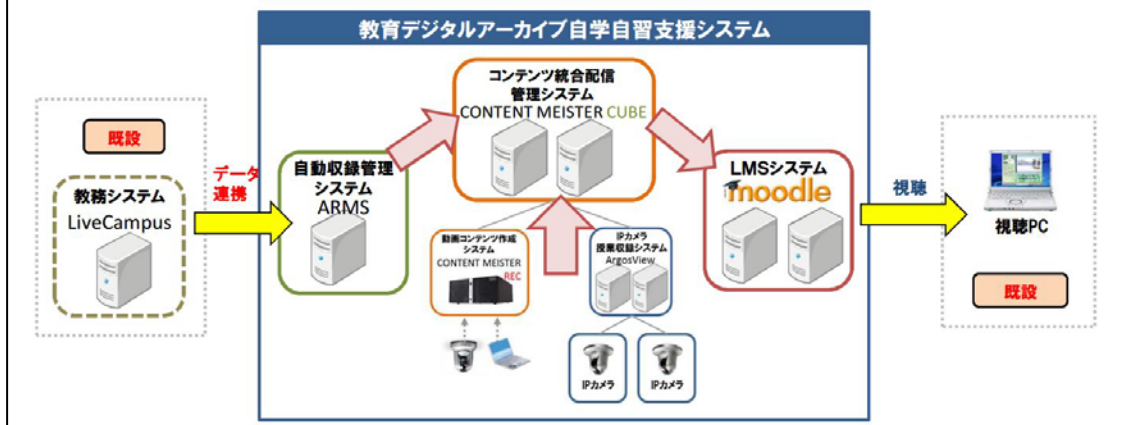 教育デジタルアーカイブ自学自習支援システム
既設
教務システム
LiveCampus
データ
連携
自動収録管理
システム
ARMS
コンテンツ統合配信
管理システム
CONTENT MEISTER CUBE
動画コンテンツ作成
システム
CONTENT MEISTER
REC
IPカメラ
授業収録システム
ArgosView
IPカメラ
IPカメラ
LMSシステム
moodle
視聴
視聴PC
既設